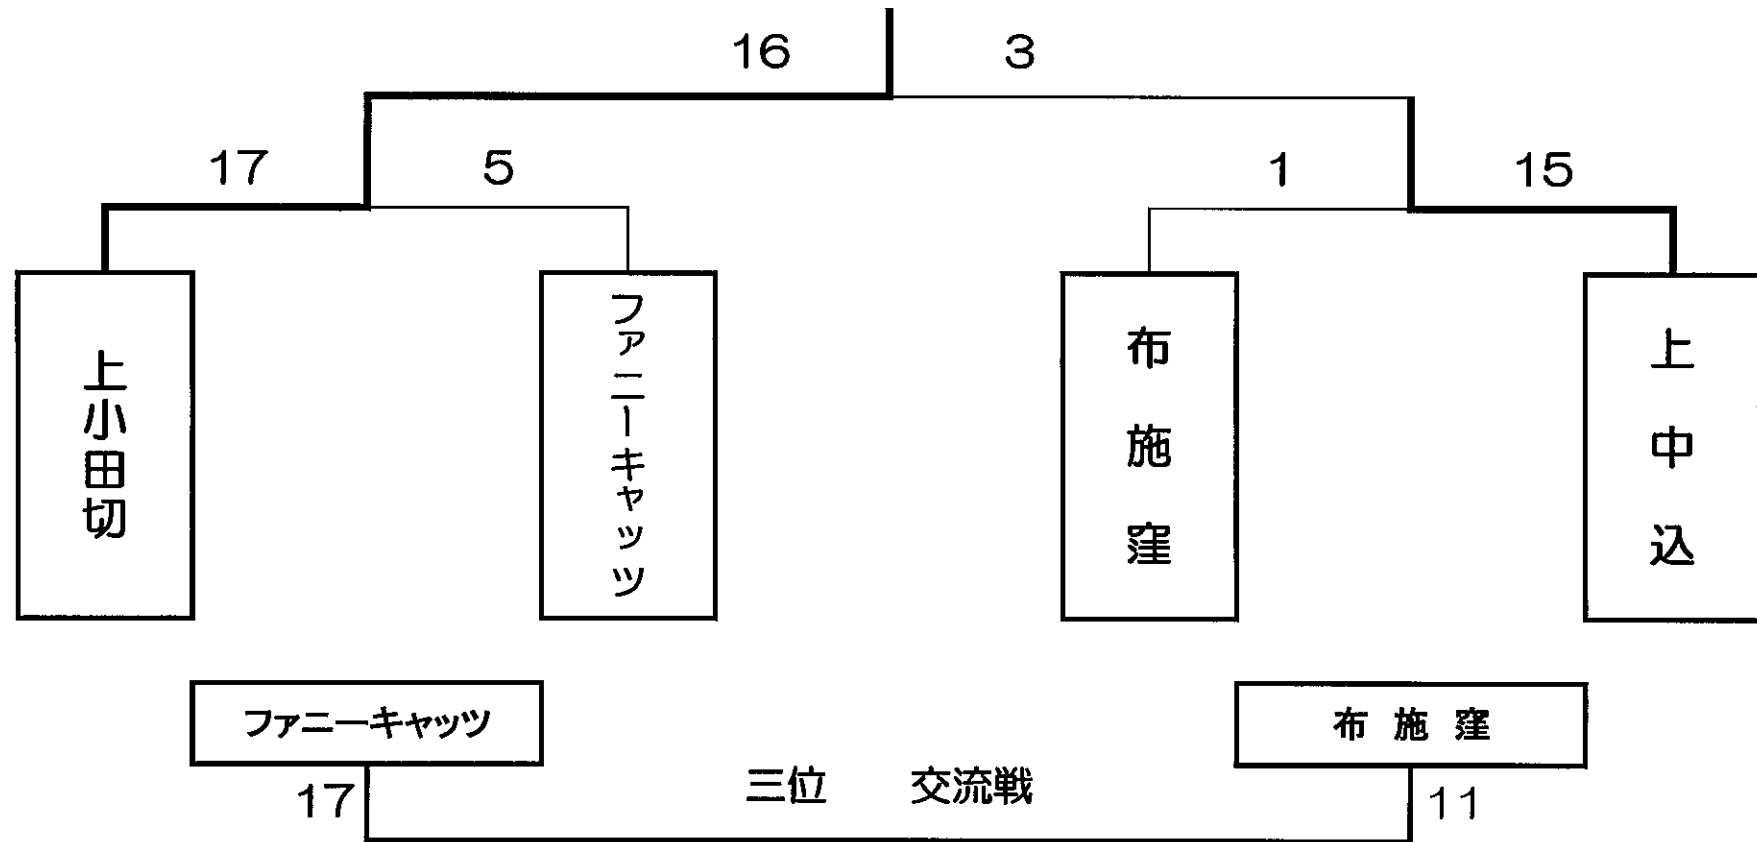 16 3
17 5 1 15
上小田切
ファニーキャッツ
布施窪
上中込
ファニーキャッツ 布施窪
三位 交流戦
17 11